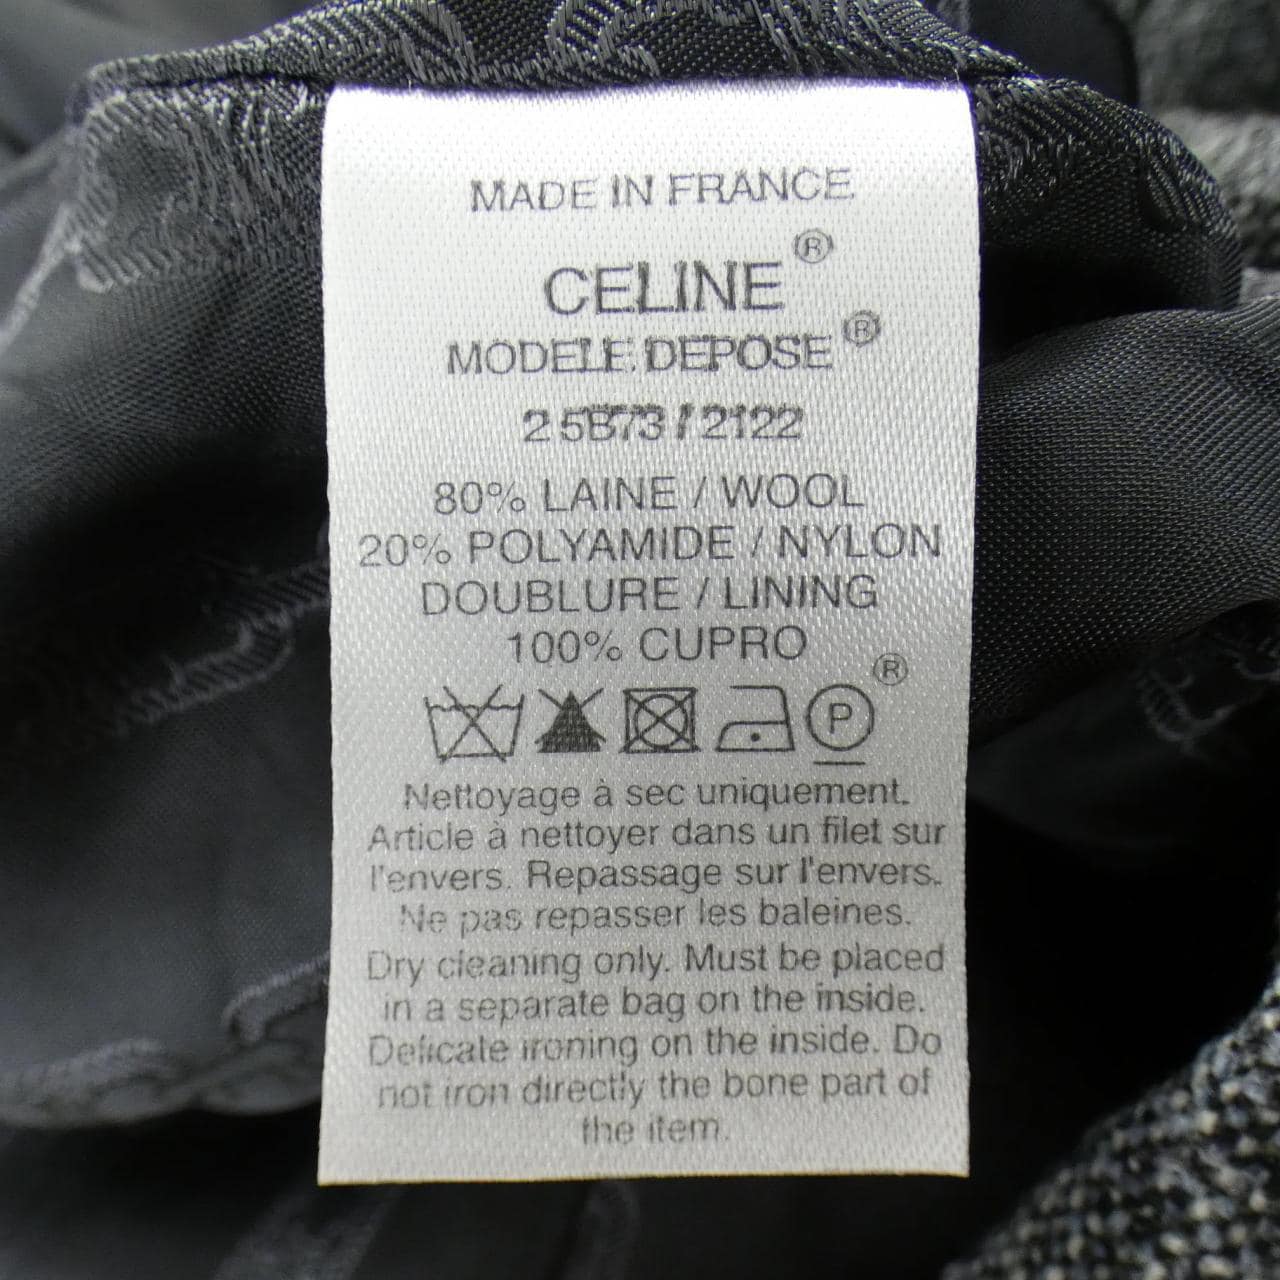 MADE IN FRANCE
CELINE ®
MODELE DEPOSE ®
25B73 / 2122
80% LAINE / WOOL
20% POLYAMIDE / NYLON
DOUBLURE / LINING
100% CUPRO
P ®
Nettoyage à sec uniquement.
Article à nettoyer dans un filet sur
l'envers. Repassage sur l'envers.
Ne pas repasser les baleines.
Dry cleaning only. Must be placed
in a separate bag on the inside.
Delicate ironing on the inside. Do
not iron directly the bone part of
the item.